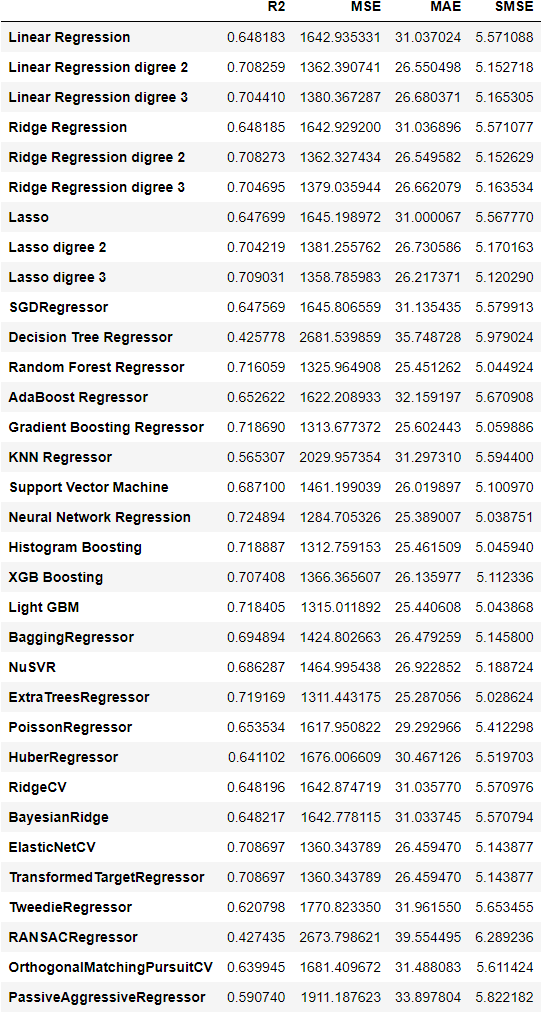 R2 MSE MAE SMSE
Linear Regression 0.648183 1642.935331 31.037024 5.571088
Linear Regression digree 2 0.708259 1362.390741 26.550498 5.152718
Linear Regression digree 3 0.704410 1380.367287 26.680371 5.165305
Ridge Regression 0.648185 1642.929200 31.036896 5.571077
Ridge Regression digree 2 0.708273 1362.327434 26.549582 5.152629
Ridge Regression digree 3 0.704695 1379.035944 26.662079 5.163534
Lasso 0.647699 1645.198972 31.000067 5.567770
Lasso digree 2 0.704219 1381.255762 26.730586 5.170163
Lasso digree 3 0.709031 1358.785983 26.217371 5.120290
SGDRegressor 0.647569 1645.806559 31.135435 5.579913
Decision Tree Regressor 0.425778 2681.539859 35.748728 5.979024
Random Forest Regressor 0.716059 1325.964908 25.451262 5.044924
AdaBoost Regressor 0.652622 1622.208933 32.159197 5.670908
Gradient Boosting Regressor 0.718690 1313.677372 25.602443 5.059886
KNN Regressor 0.565307 2029.957354 31.297310 5.594400
Support Vector Machine 0.687100 1461.199039 26.019897 5.100970
Neural Network Regression 0.724894 1284.705326 25.389007 5.038751
Histogram Boosting 0.718887 1312.759153 25.461509 5.045940
XGB Boosting 0.707408 1366.365607 26.135977 5.112336
Light GBM 0.718405 1315.011892 25.440608 5.043868
BaggingRegressor 0.694894 1424.802663 26.479259 5.145800
NuSVR 0.686287 1464.995438 26.922852 5.188724
ExtraTreesRegressor 0.719169 1311.443175 25.287056 5.028624
PoissonRegressor 0.653534 1617.950822 29.292966 5.412298
HuberRegressor 0.641102 1676.006609 30.467126 5.519703
RidgeCV 0.648196 1642.874719 31.035770 5.570976
BayesianRidge 0.648217 1642.778115 31.033745 5.570794
ElasticNetCV 0.708697 1360.343789 26.459470 5.143877
TransformedTargetRegressor 0.708697 1360.343789 26.459470 5.143877
TweedieRegressor 0.620798 1770.823350 31.961550 5.653455
RANSACRegressor 0.427435 2673.798621 39.554495 6.289236
OrthogonalMatchingPursuitCV 0.639945 1681.409672 31.488083 5.611424
PassiveAggressiveRegressor 0.590740 1911.187623 33.897804 5.822182